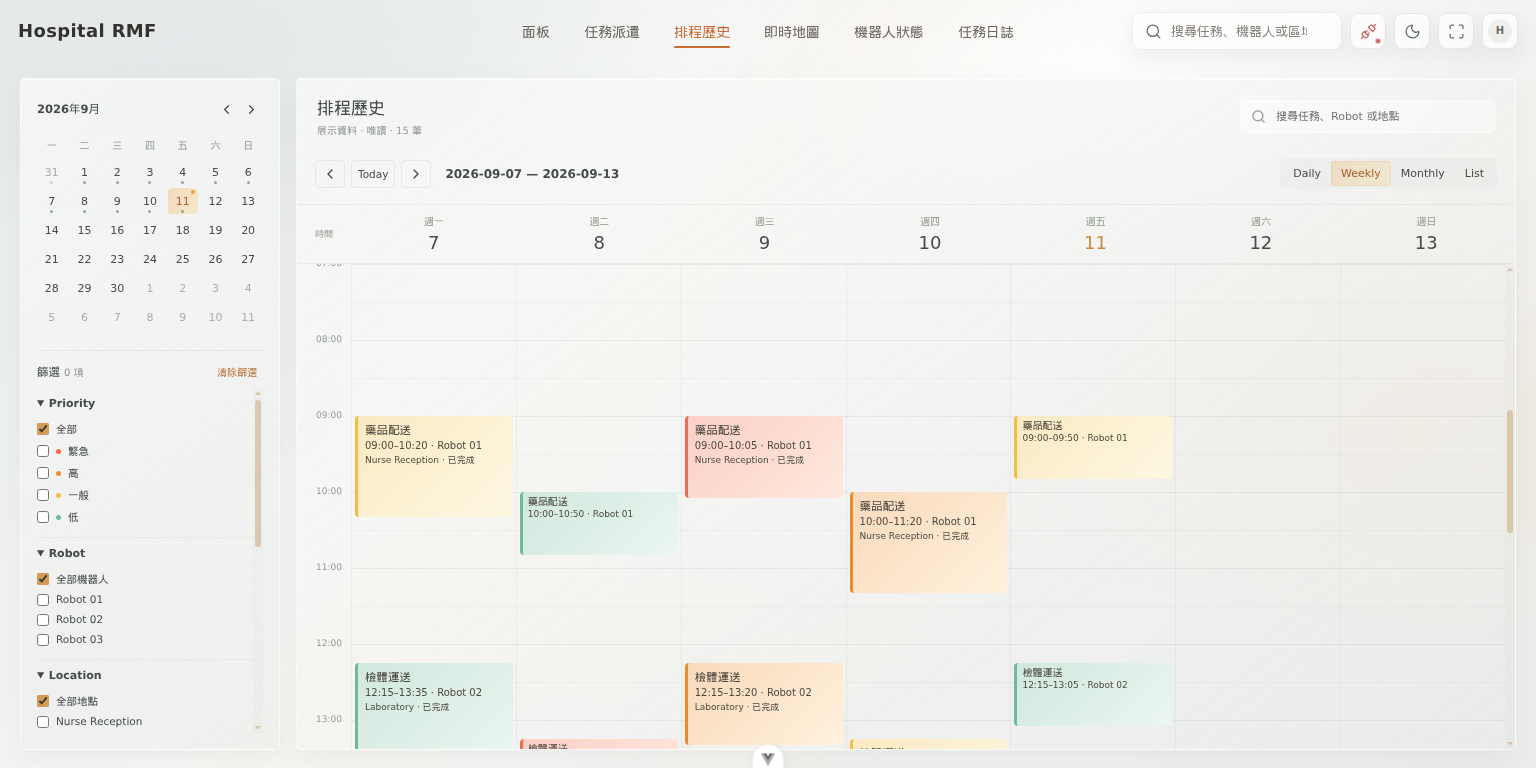 Hospital RMF
面板
任務派遣
排程歷史
即時地圖
機器人狀態
任務日誌
搜尋任務、機器人或區域
H
2026年9月
一 二 三 四 五 六 日
31 1 2 3 4 5 6
7 8 9 10 11 12 13
14 15 16 17 18 19 20
21 22 23 24 25 26 27
28 29 30 1 2 3 4
5 6 7 8 9 10 11
篩選 0 項
清除篩選
▼ Priority
全部
緊急
高
一般
低
▼ Robot
全部機器人
Robot 01
Robot 02
Robot 03
▼ Location
全部地點
Nurse Reception
排程歷史
展示資料 · 唯讀 · 15 筆
搜尋任務、Robot 或地點
Today
2026-09-07 — 2026-09-13
Daily
Weekly
Monthly
List
時間
週一 週二 週三 週四 週五 週六 週日
7 8 9 10 11 12 13
07:00
08:00
09:00
10:00
11:00
12:00
13:00
藥品配送
09:00–10:20 · Robot 01
Nurse Reception · 已完成
檢體運送
12:15–13:35 · Robot 02
Laboratory · 已完成
藥品配送
10:00–10:50 · Robot 01
檢體運送
藥品配送
09:00–10:05 · Robot 01
Nurse Reception · 已完成
檢體運送
12:15–13:20 · Robot 02
Laboratory · 已完成
藥品配送
10:00–11:20 · Robot 01
Nurse Reception · 已完成
藥品配送
09:00–09:50 · Robot 01
檢體運送
12:15–13:05 · Robot 02